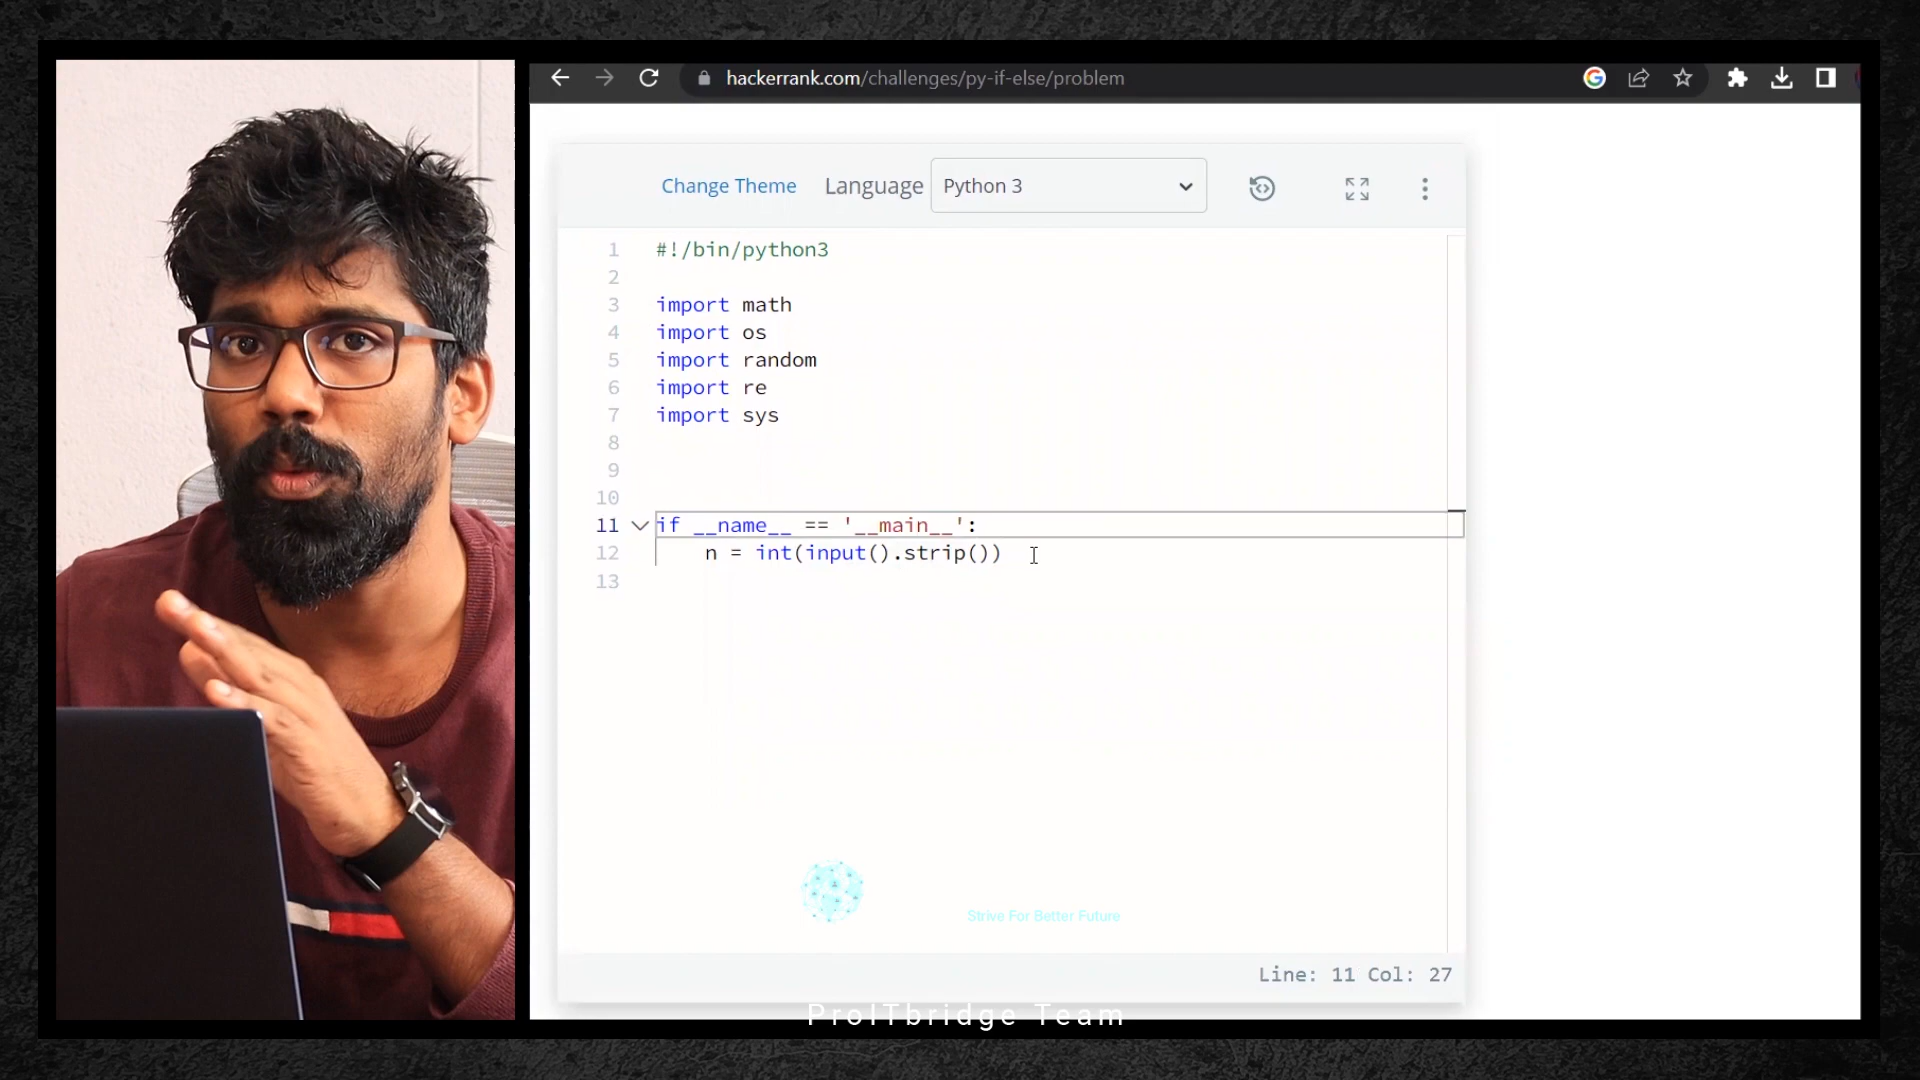 hackerrank.com/challenges/py-if-else/problem
Change Theme Language Python 3
1 #!/bin/python3
2
3 import math
4 import os
5 import random
6 import re
7 import sys
8
9
10
11 if __name__ == '__main__':
12 n = int(input().strip())
13
Strive For Better Future
Line: 11 Col: 27
ProITbridge Team